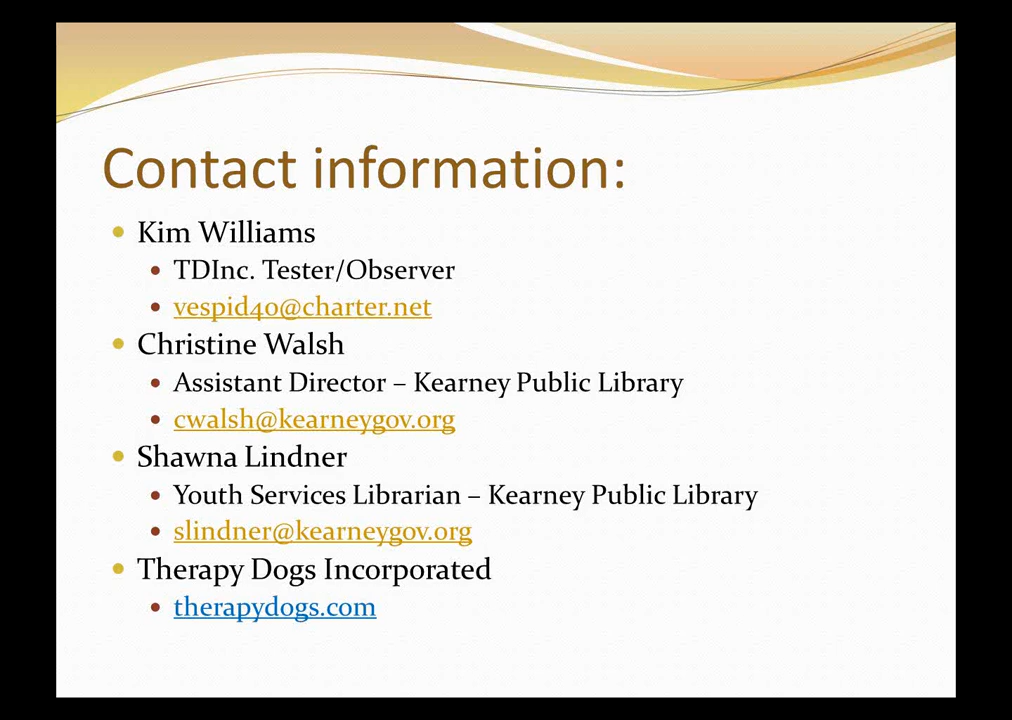 Contact information:
Kim Williams
TDInc. Tester/Observer
vespid40@charter.net
Christine Walsh
Assistant Director – Kearney Public Library
cwalsh@kearneygov.org
Shawna Lindner
Youth Services Librarian – Kearney Public Library
slindner@kearneygov.org
Therapy Dogs Incorporated
therapydogs.com